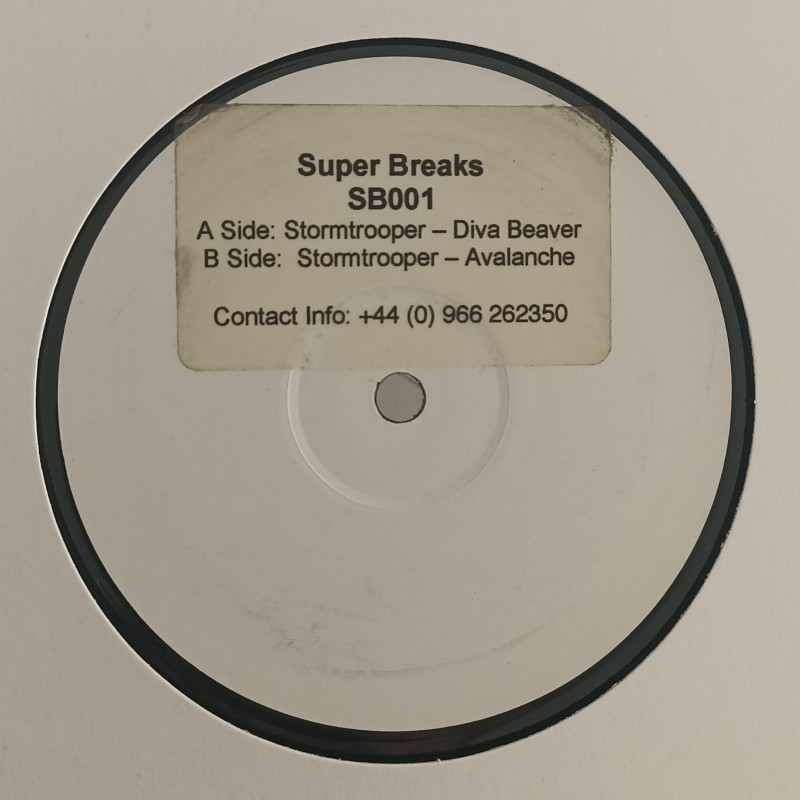 Super Breaks
SB001
A Side: Stormtrooper – Diva Beaver
B Side: Stormtrooper – Avalanche
Contact Info: +44 (0) 966 262350